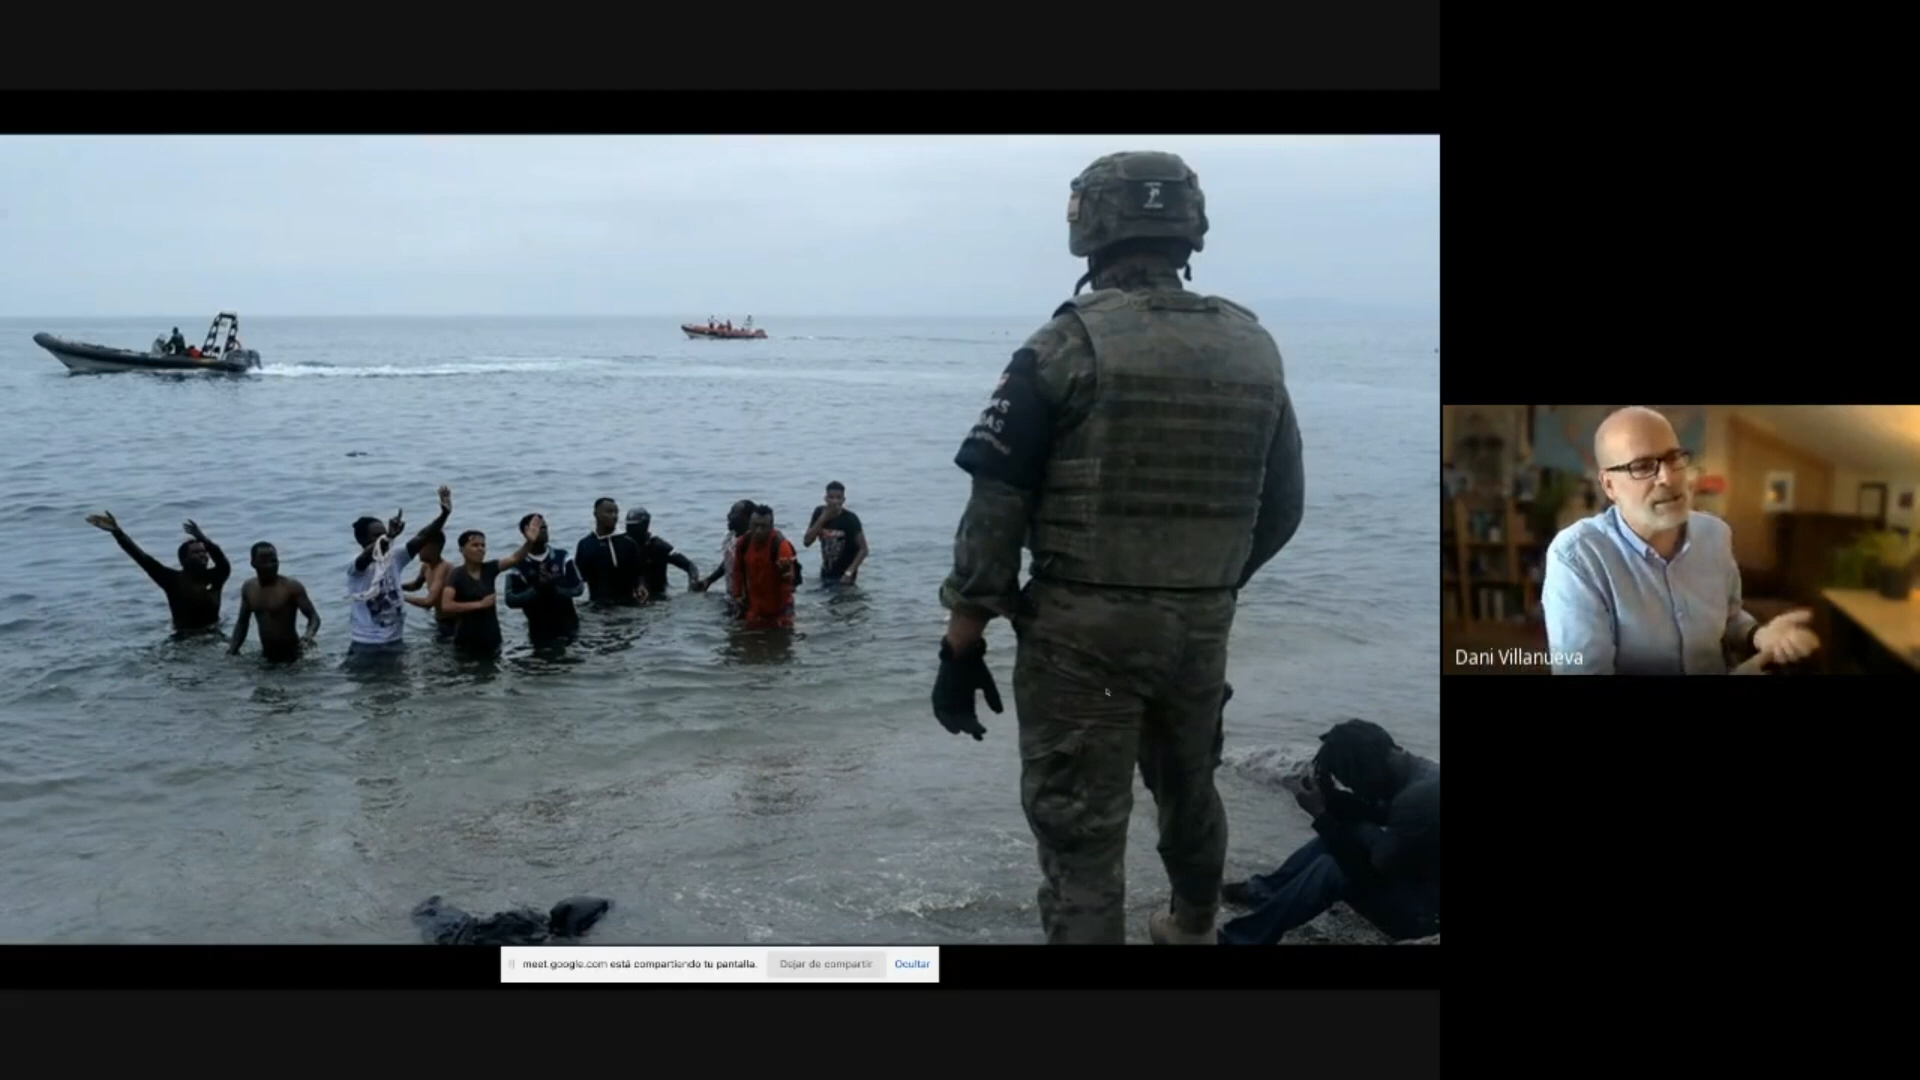 Dani Villanueva
meet.google.com está compartiendo tu pantalla.
Dejar de compartir
Ocultar